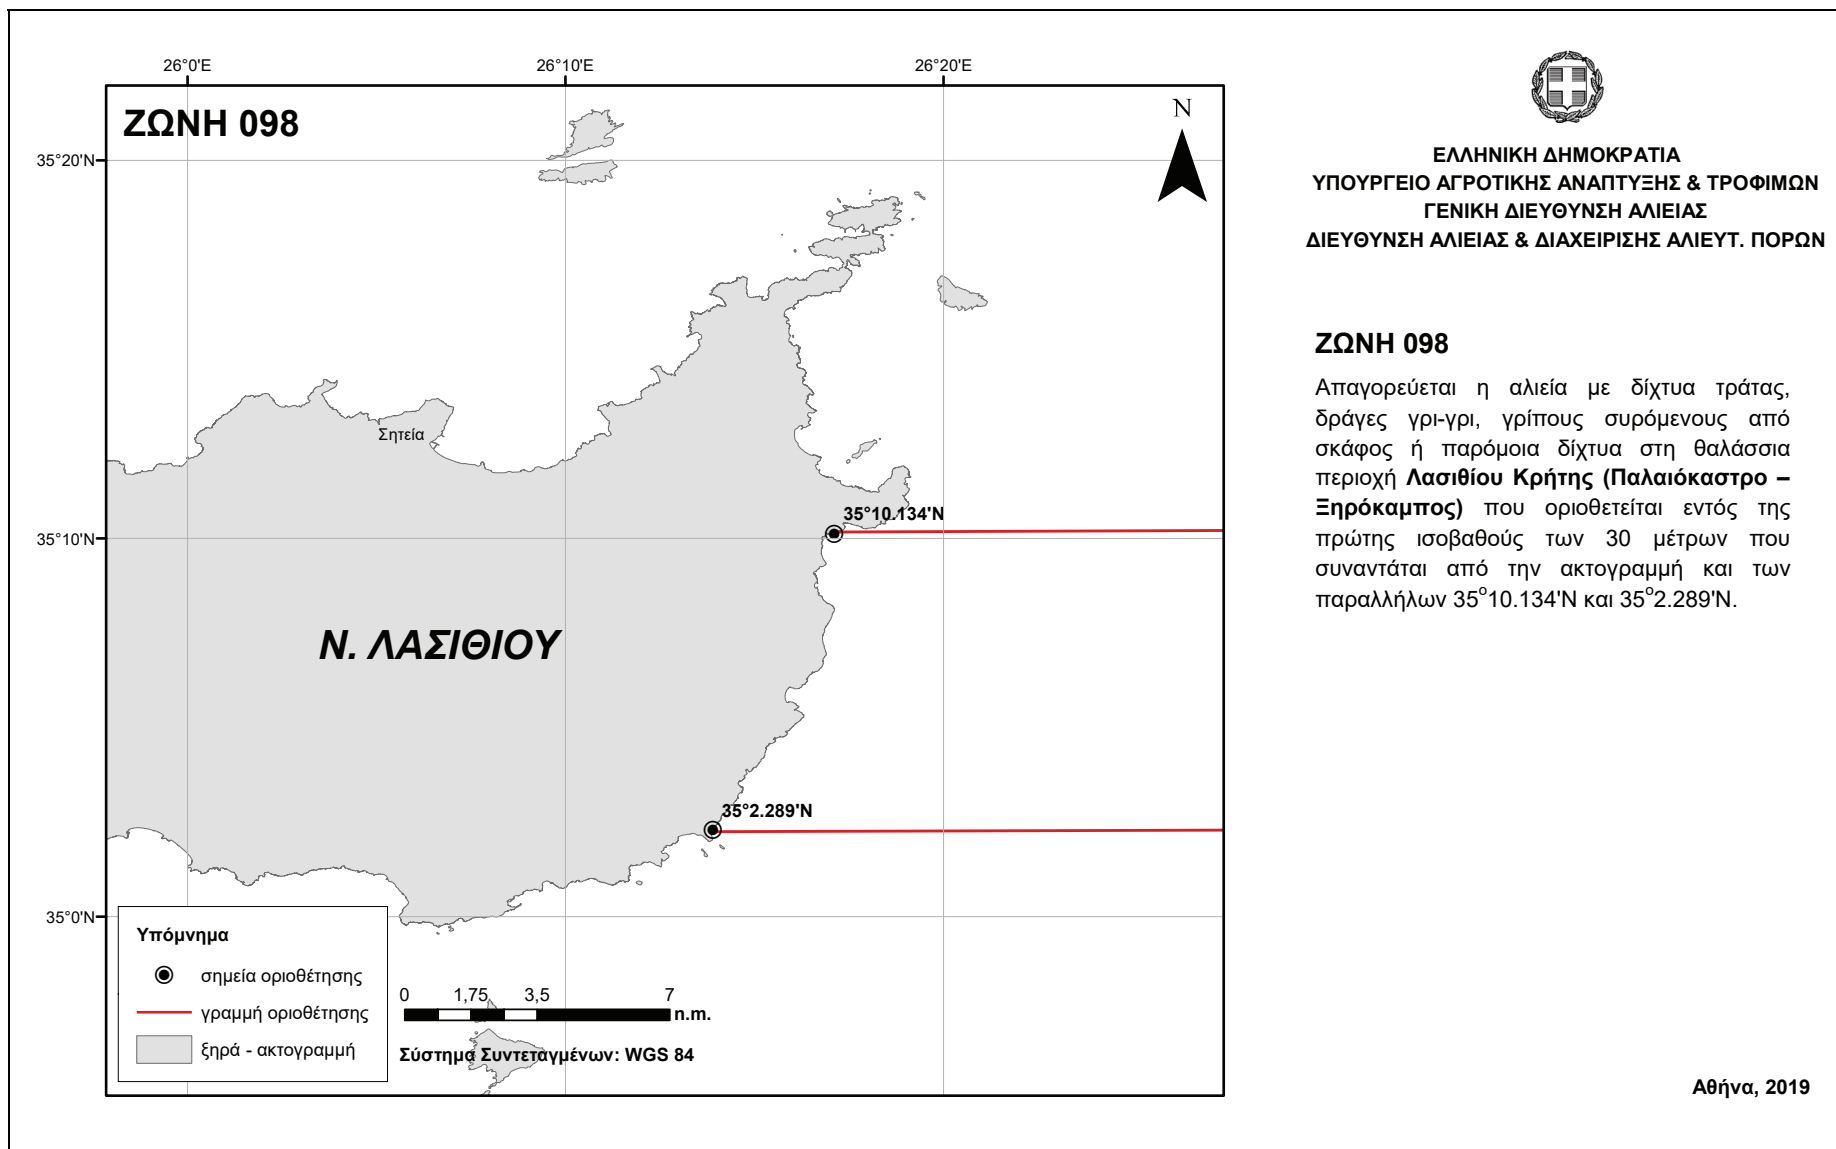 26°0'E
26°10'E
26°20'E
ΖΩΝΗ 098
N
35°20'N
35°10'N
35°0'N
Σητεία
35°10.134'N
Ν. ΛΑΣΙΘΙΟΥ
35°2.289'N
Υπόμνημα
σημεία οριοθέτησης
γραμμή οριοθέτησης
ξηρά - ακτογραμμή
0 1,75 3,5 7
n.m.
Σύστημα Συντεταγμένων: WGS 84
ΕΛΛΗΝΙΚΗ ΔΗΜΟΚΡΑΤΙΑ
ΥΠΟΥΡΓΕΙΟ ΑΓΡΟΤΙΚΗΣ ΑΝΑΠΤΥΞΗΣ & ΤΡΟΦΙΜΩΝ
ΓΕΝΙΚΗ ΔΙΕΥΘΥΝΣΗ ΑΛΙΕΙΑΣ
ΔΙΕΥΘΥΝΣΗ ΑΛΙΕΙΑΣ & ΔΙΑΧΕΙΡΙΣΗΣ ΑΛΙΕΥΤ. ΠΟΡΩΝ
ΖΩΝΗ 098
Απαγορεύεται η αλιεία με δίχτυα τράτας,
δράγες γρι-γρι, γρίπους συρόμενους από
σκάφος ή παρόμοια δίχτυα στη θαλάσσια
περιοχή Λασιθίου Κρήτης (Παλαιόκαστρο –
Ξηρόκαμπος) που οριοθετείται εντός της
πρώτης ισοβαθούς των 30 μέτρων που
συναντάται από την ακτογραμμή και των
παραλλήλων 35°10.134'N και 35°2.289'N.
Αθήνα, 2019